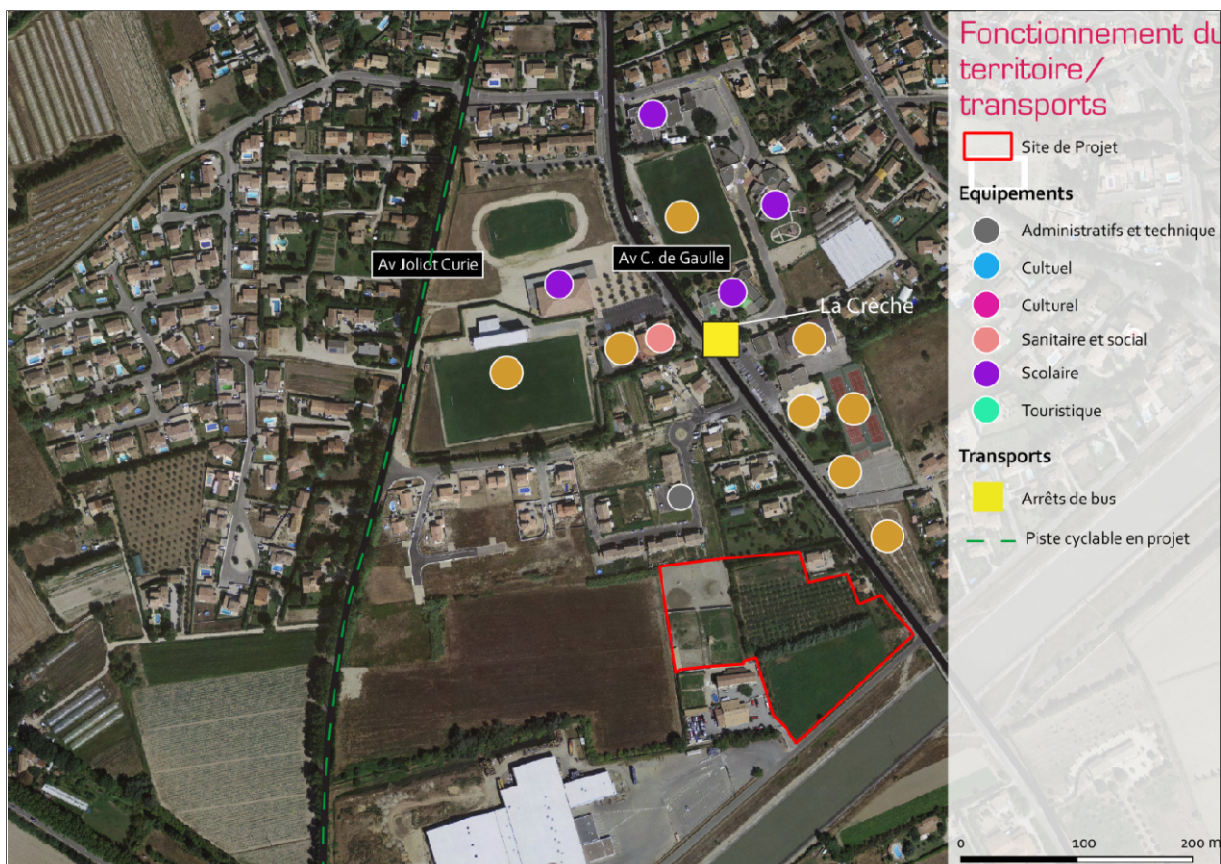 Fonctionnement du
territoire/
transports
Site de Projet
Equipements
Administratifs et technique
Cultuel
Culturel
Sanitaire et social
Scolaire
Touristique
Transports
Arrêts de bus
Piste cyclable en projet
0 100 200 m
Av Joliot Curie
Av C. de Gaulle
La Crèche